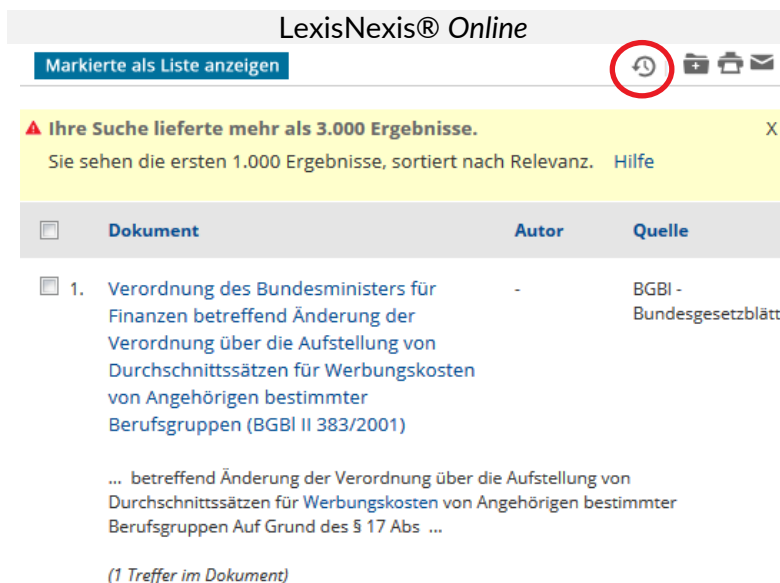 LexisNexis® Online
Markierte als Liste anzeigen
Ihre Suche lieferte mehr als 3.000 Ergebnisse. X
Sie sehen die ersten 1.000 Ergebnisse, sortiert nach Relevanz. Hilfe
Dokument Autor Quelle
1. Verordnung des Bundesministers für - BGBl -
Finanzen betreffend Änderung der Bundesgesetzblätt
Verordnung über die Aufstellung von
Durchschnittssätzen für Werbungskosten
von Angehörigen bestimmter
Berufsgruppen (BGBl II 383/2001)
... betreffend Änderung der Verordnung über die Aufstellung von
Durchschnittssätzen für Werbungskosten von Angehörigen bestimmter
Berufsgruppen Auf Grund des § 17 Abs ...
(1 Treffer im Dokument)